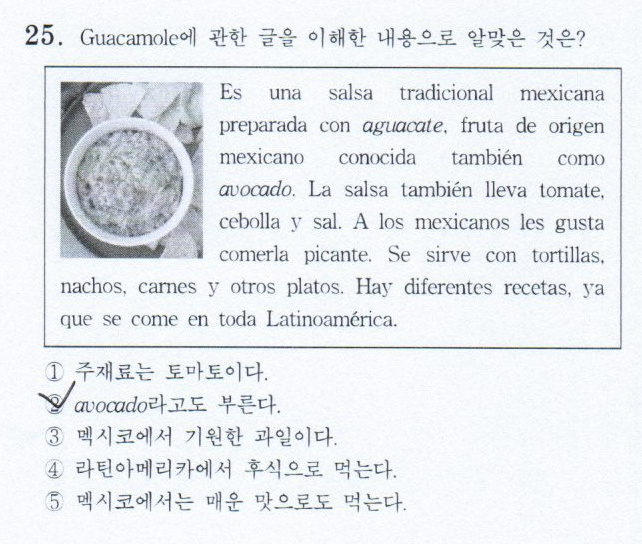 25. Guacamole에 관한 글을 이해한 내용으로 알맞은 것은?
Es una salsa tradicional mexicana
preparada con aguacate, fruta de origen
mexicano conocida también como
avocado. La salsa también lleva tomate,
cebolla y sal. A los mexicanos les gusta
comerla picante. Se sirve con tortillas,
nachos, carnes y otros platos. Hay diferentes recetas, ya
que se come en toda Latinoamérica.
① 주재료는 토마토이다.
② avocado라고도 부른다.
③ 멕시코에서 기원한 과일이다.
④ 라틴아메리카에서 후식으로 먹는다.
⑤ 멕시코에서는 매운 맛으로도 먹는다.